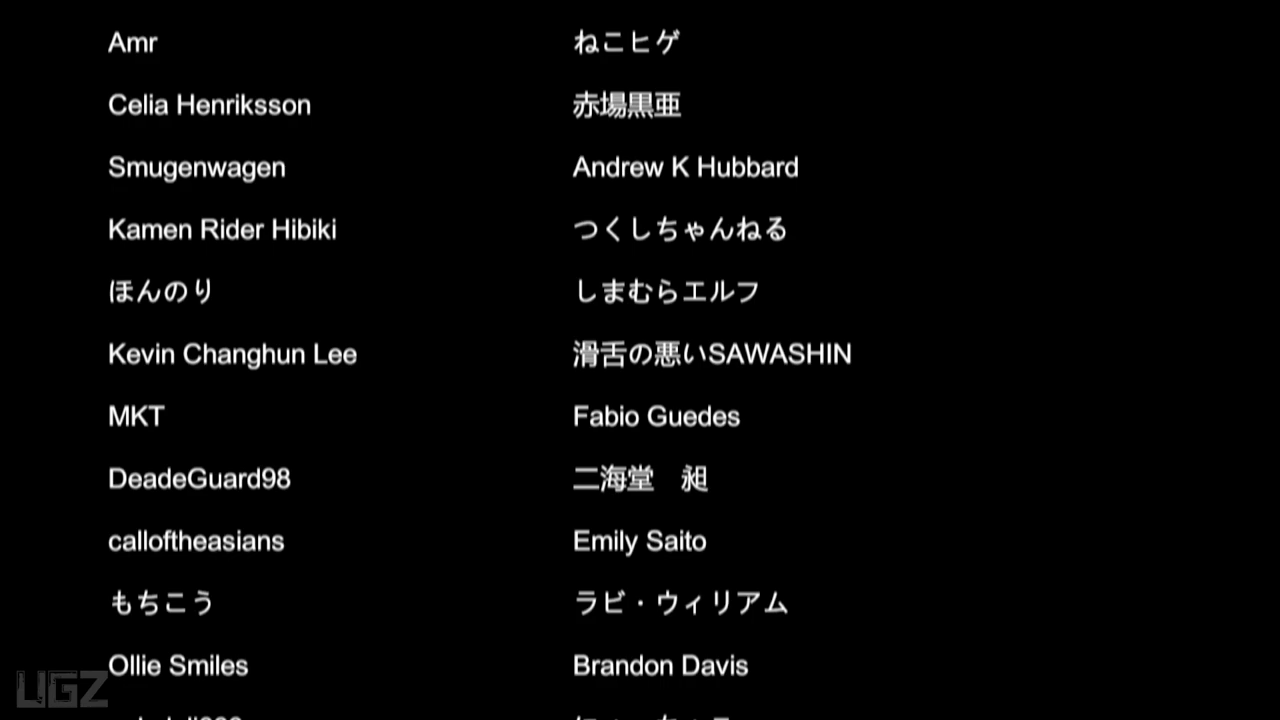 Amr ねこヒゲ
Celia Henriksson 赤場黒亜
Smugenwagen Andrew K Hubbard
Kamen Rider Hibiki つくしちゃんねる
ほんのり しまむらエルフ
Kevin Changhun Lee 滑舌の悪いSAWASHIN
MKT Fabio Guedes
DeadeGuard98 二海堂　昶
calloftheasians Emily Saito
もちこう ラビ・ウィリアム
Ollie Smiles Brandon Davis
UGZ